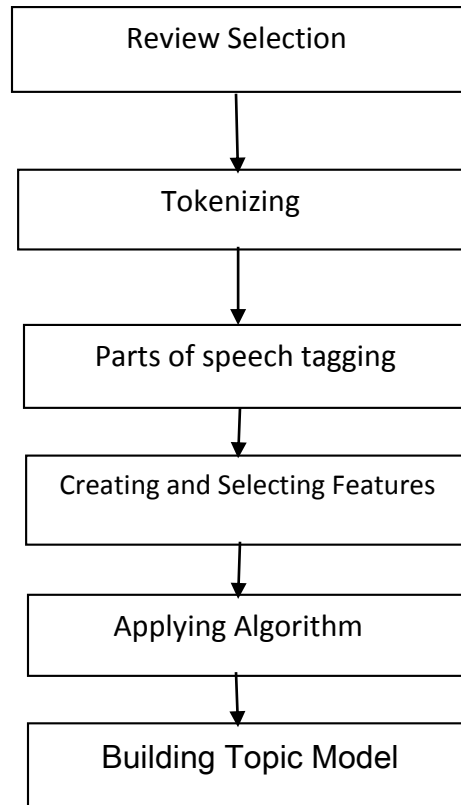 Review Selection
Tokenizing
Parts of speech tagging
Creating and Selecting Features
Applying Algorithm
Building Topic Model